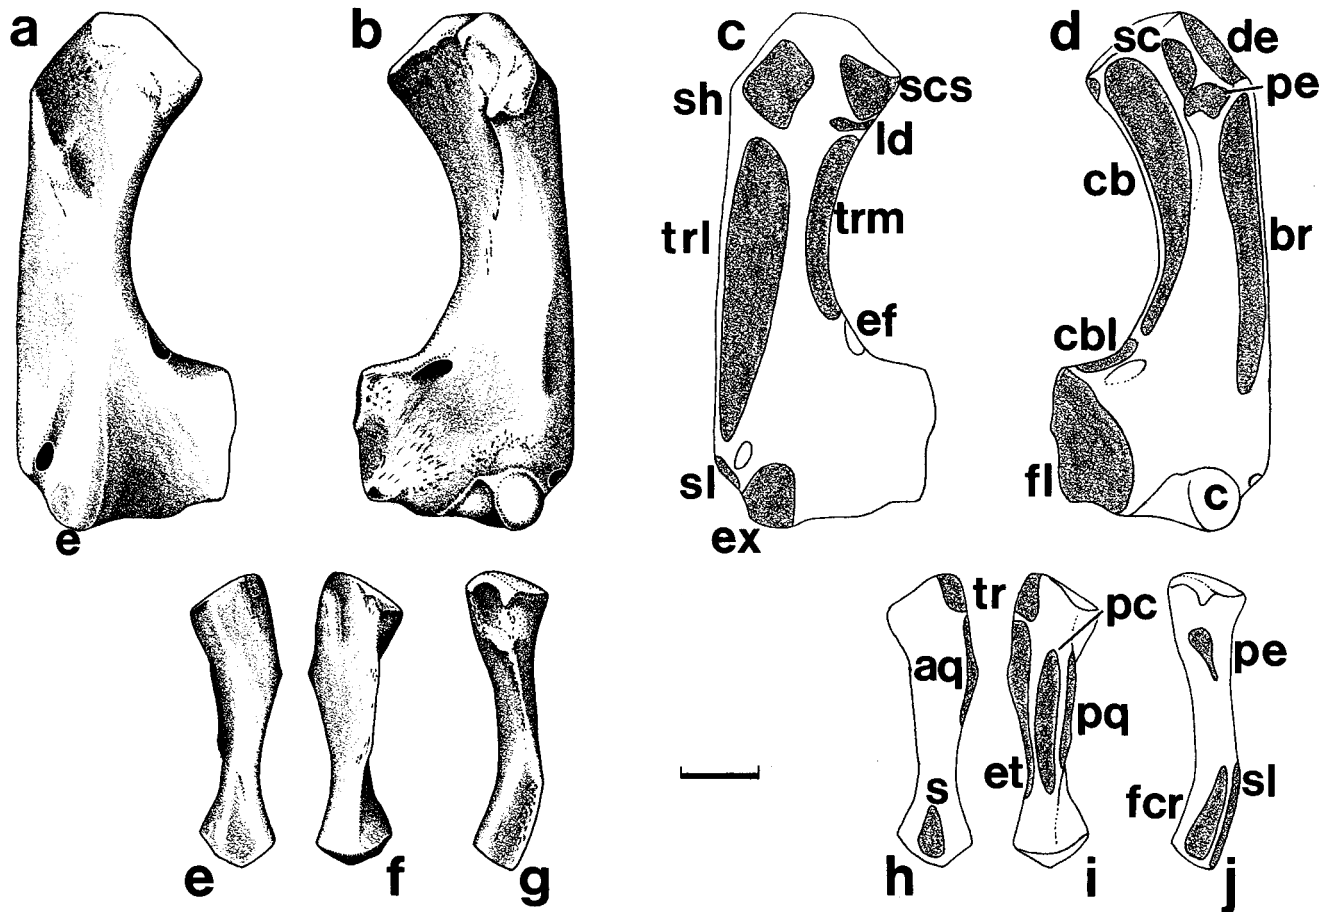 a
b
c
d
sc
de
sh
scs
pe
ld
cb
trl
trm
br
ef
cbl
sl
fl
c
e
ex
tr
pc
aq
pe
pq
et
s
fcr
sl
e
f
g
h
i
j